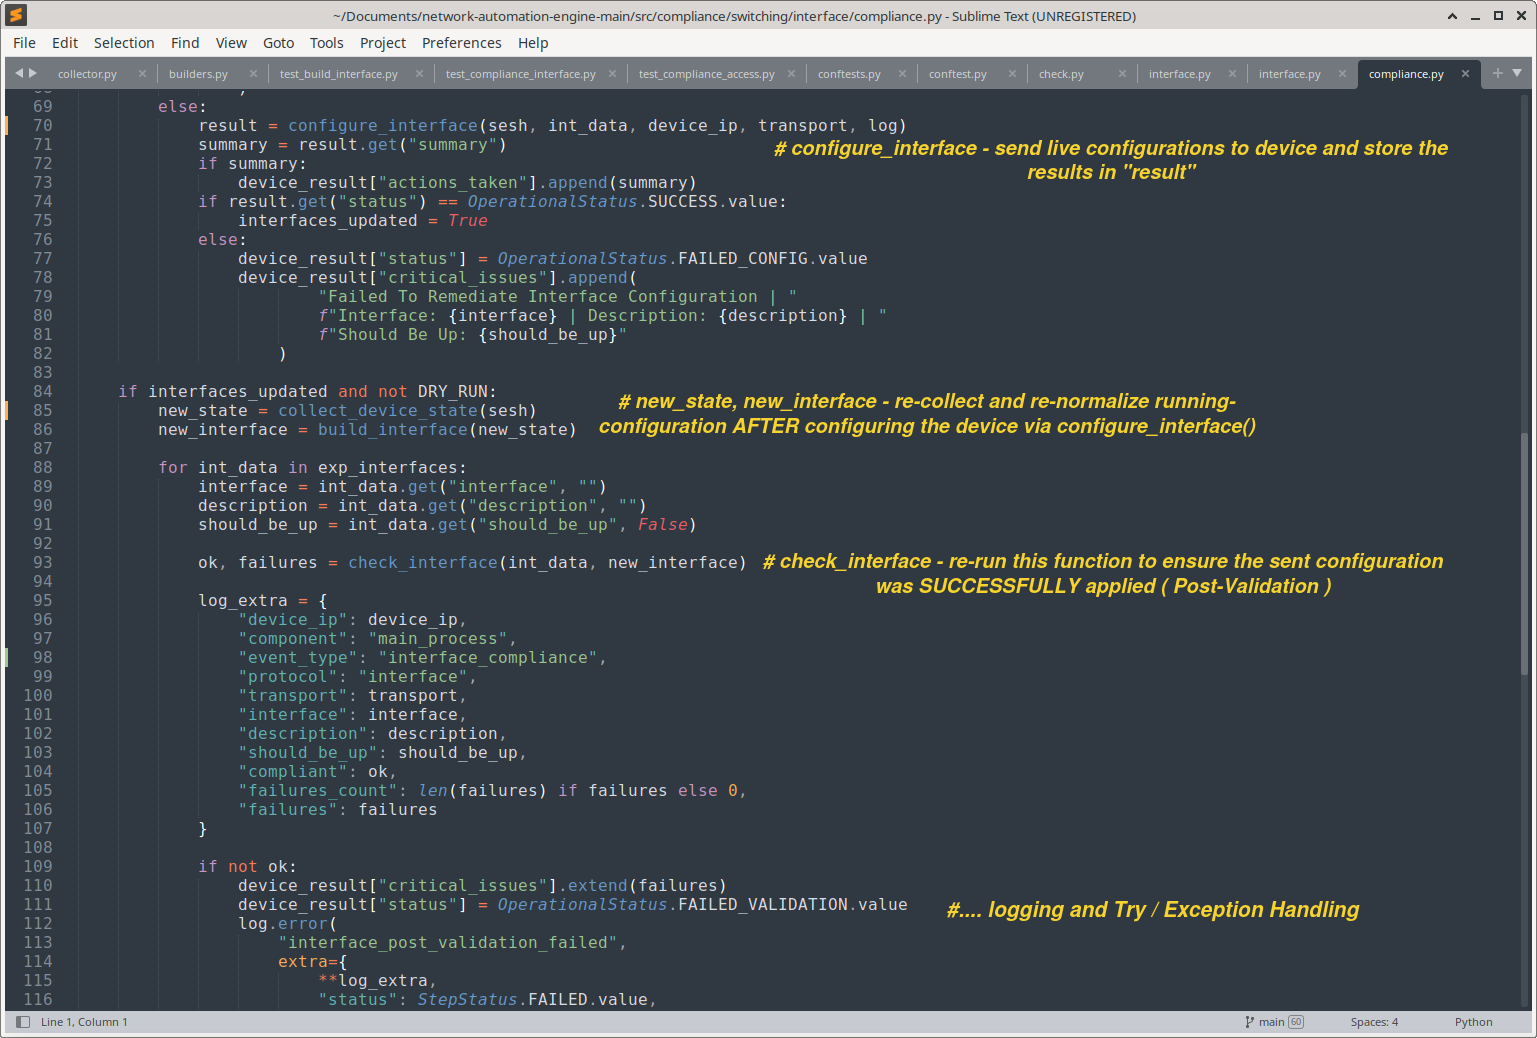 ~/Documents/network-automation-engine-main/src/compliance/switching/interface/compliance.py - Sublime Text (UNREGISTERED)
File Edit Selection Find View Goto Tools Project Preferences Help
collector.py × builders.py × test_build_interface.py × test_compliance_interface.py × test_compliance_access.py × conftests.py × conftest.py × check.py × interface.py × interface.py × compliance.py ×
69 else:
70 result = configure_interface(sesh, int_data, device_ip, transport, log)
71 summary = result.get("summary")
# configure_interface - send live configurations to device and store the
results in "result"
72 if summary:
73 device_result["actions_taken"].append(summary)
74 if result.get("status") == OperationalStatus.SUCCESS.value:
75 interfaces_updated = True
76 else:
77 device_result["status"] = OperationalStatus.FAILED_CONFIG.value
78 device_result["critical_issues"].append(
79 "Failed To Remediate Interface Configuration | "
80 f"Interface: {interface} | Description: {description} | "
81 f"Should Be Up: {should_be_up}"
82 )
83
84 if interfaces_updated and not DRY_RUN:
85 new_state = collect_device_state(sesh)
86 new_interface = build_interface(new_state)
# new_state, new_interface - re-collect and re-normalize running-
configuration AFTER configuring the device via configure_interface()
87
88 for int_data in exp_interfaces:
89 interface = int_data.get("interface", "")
90 description = int_data.get("description", "")
91 should_be_up = int_data.get("should_be_up", False)
92
93 ok, failures = check_interface(int_data, new_interface)
# check_interface - re-run this function to ensure the sent configuration
was SUCCESSFULLY applied ( Post-Validation )
94
95 log_extra = {
96 "device_ip": device_ip,
97 "component": "main_process",
98 "event_type": "interface_compliance",
99 "protocol": "interface",
100 "transport": transport,
101 "interface": interface,
102 "description": description,
103 "should_be_up": should_be_up,
104 "compliant": ok,
105 "failures_count": len(failures) if failures else 0,
106 "failures": failures
107 }
108
109 if not ok:
110 device_result["critical_issues"].extend(failures)
111 device_result["status"] = OperationalStatus.FAILED_VALIDATION.value
#.... logging and Try / Exception Handling
112 log.error(
113 "interface_post_validation_failed",
114 extra={
115 **log_extra,
116 "status": StepStatus.FAILED.value,
Line 1, Column 1 main 60 Spaces: 4 Python